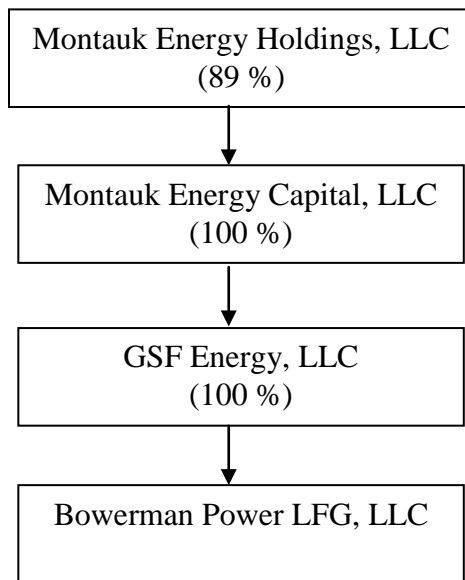 Montauk Energy Holdings, LLC
(89 %)
Montauk Energy Capital, LLC
(100 %)
GSF Energy, LLC
(100 %)
Bowerman Power LFG, LLC